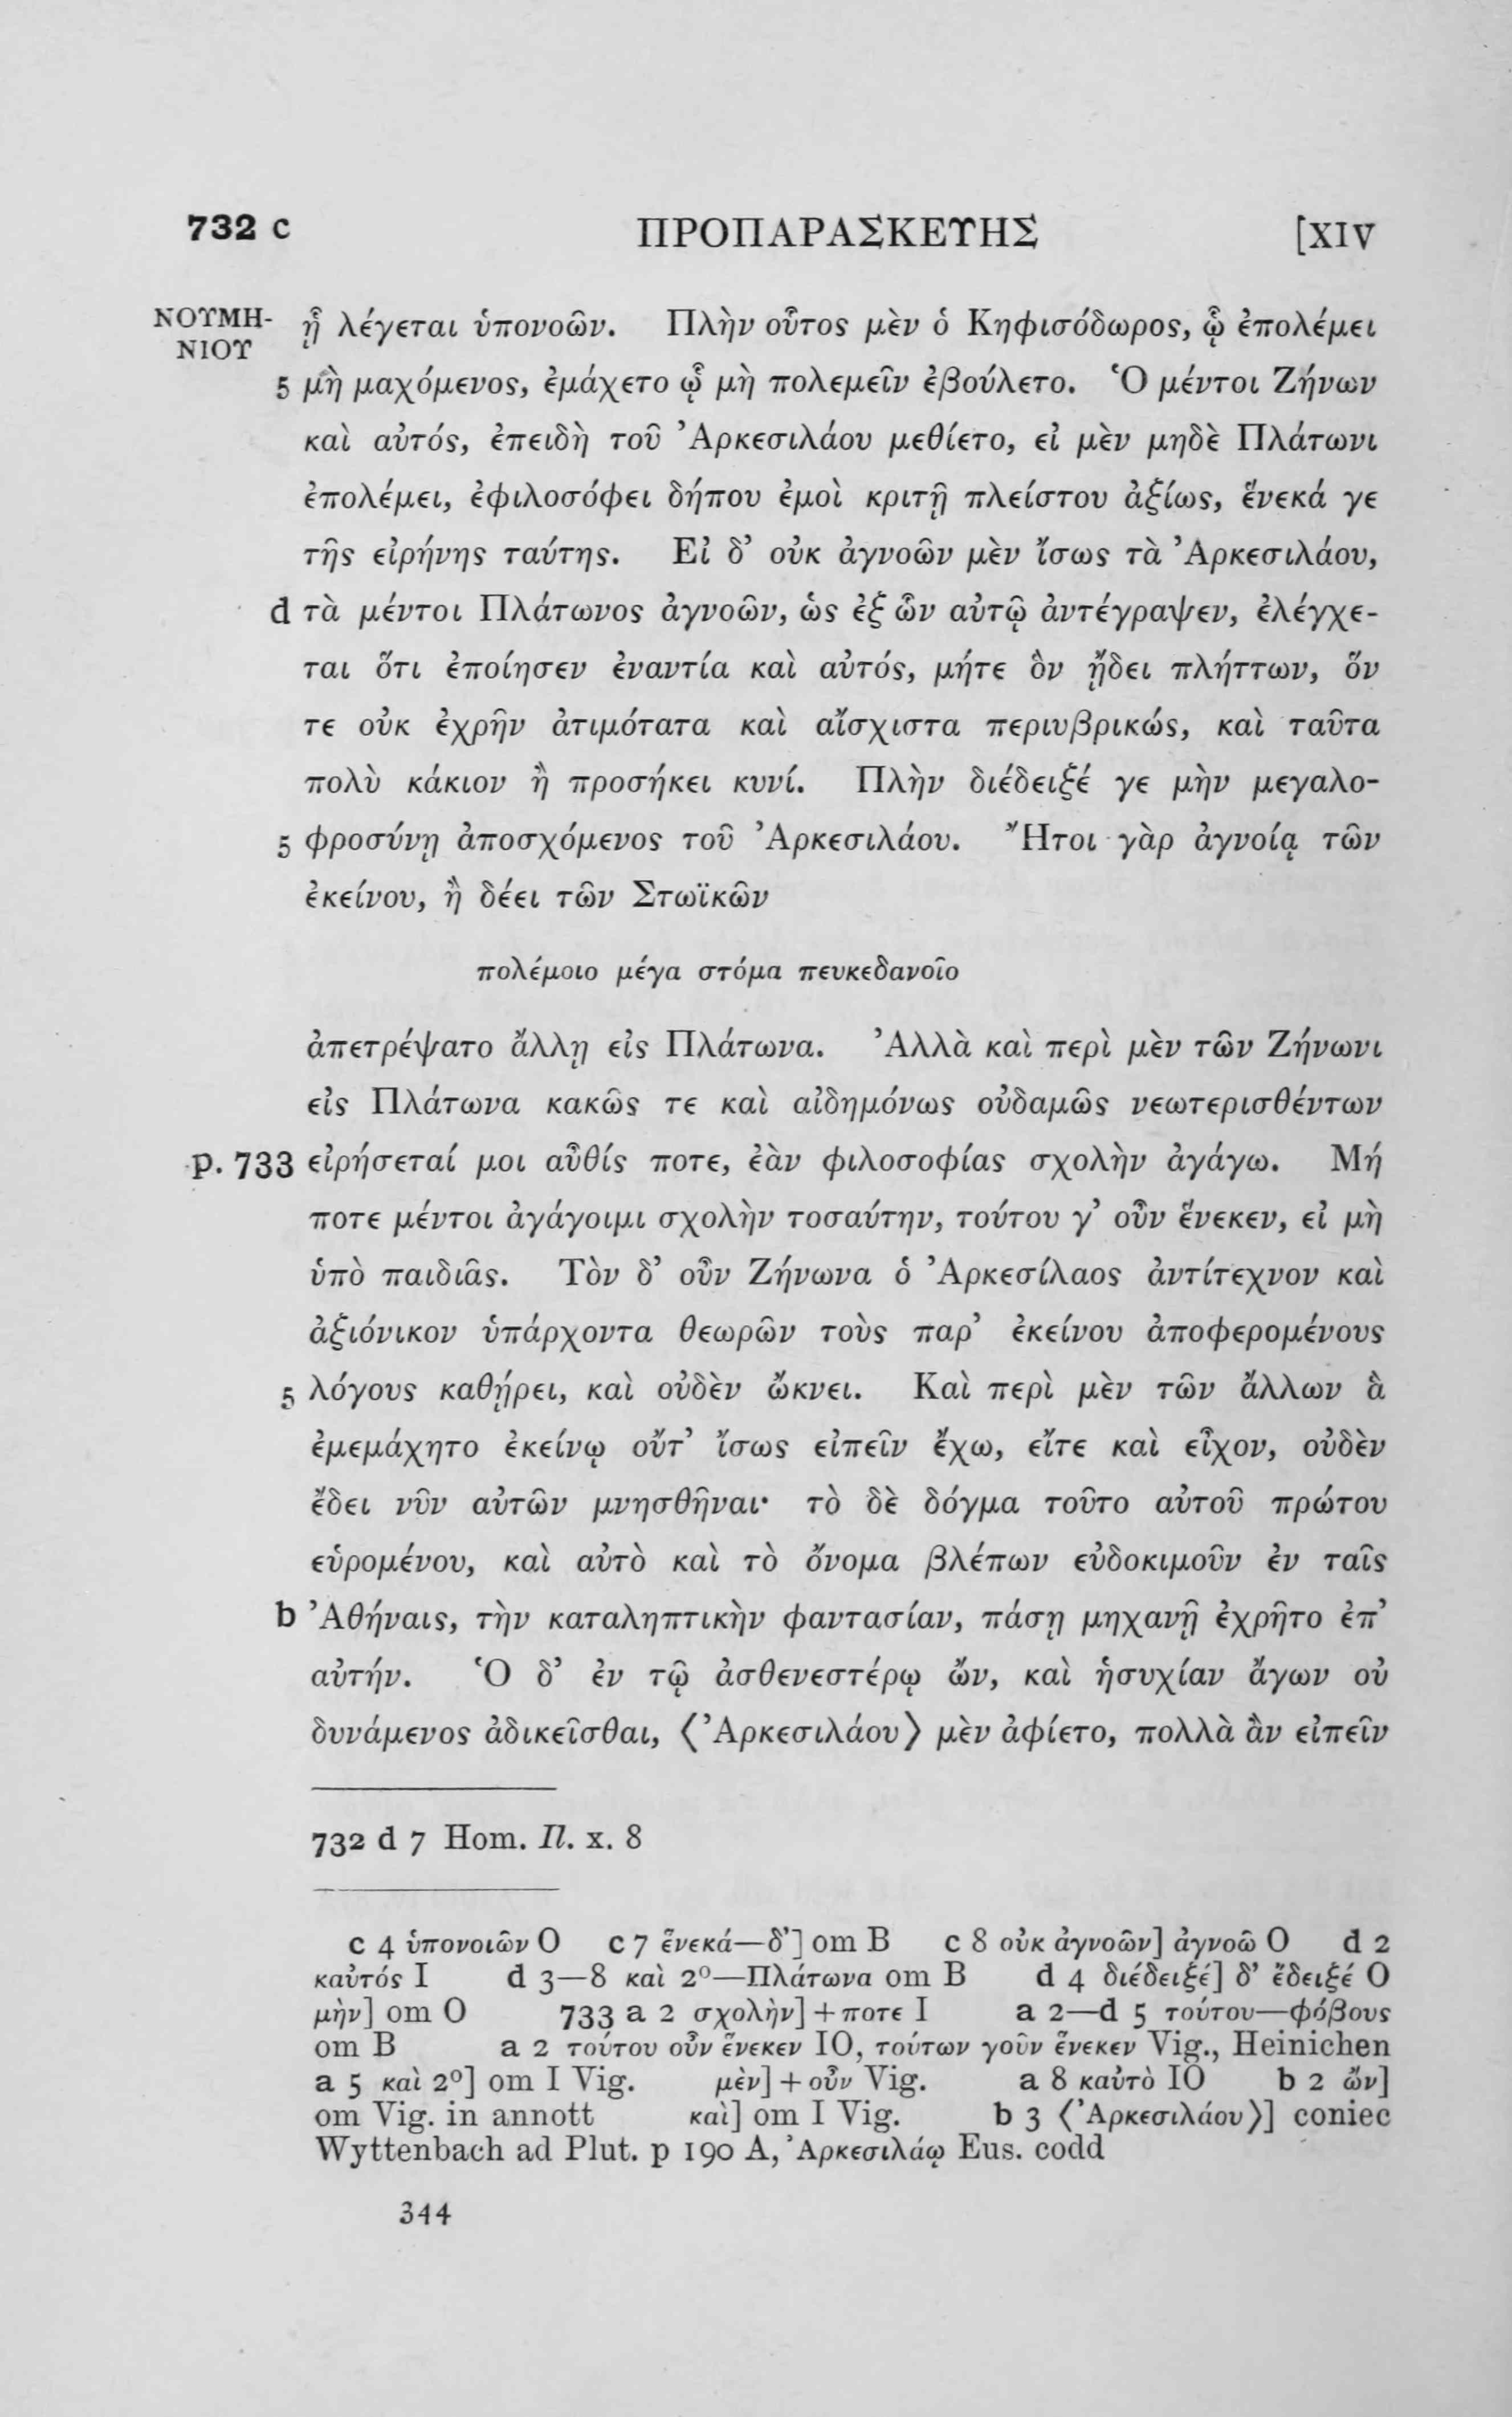 732 c ΠΡΟΠΑΡΑΣΚΕΥΗΣ [XIV
ΝΟΥΜΗ- ᾗ λέγεται ὑπονοῶν. Πλὴν οὗτος μὲν ὁ Κηφισόδωρος, ᾧ ἐπολέμει
ΝΙΟΥ
5 μὴ μαχόμενος, ἐμάχετο ᾧ μὴ πολεμεῖν ἐβούλετο. Ὁ μέντοι Ζήνων
καὶ αὐτός, ἐπειδὴ τοῦ Ἀρκεσιλάου μεθίετο, εἰ μὲν μηδὲ Πλάτωνι
ἐπολέμει, ἐφιλοσόφει δήπου ἐμοὶ κριτῇ πλείστου ἀξίως, ἕνεκά γε
τῆς εἰρήνης ταύτης. Εἰ δ’ οὐκ ἀγνοῶν μὲν ἴσως τὰ Ἀρκεσιλάου,
d τὰ μέντοι Πλάτωνος ἀγνοῶν, ὡς ἐξ ὧν αὐτῷ ἀντέγραψεν, ἐλέγχε-
ται ὅτι ἐποίησεν ἐναντία καὶ αὐτός, μήτε ὃν ᾔδει πλήττων, ὅν
τε οὐκ ἐχρῆν ἀτιμότατα καὶ αἴσχιστα περιυβρικώς, καὶ ταῦτα
πολὺ κάκιον ἢ προσήκει κυνί. Πλὴν διέδειξέ γε μὴν μεγαλο-
5 φροσύνῃ ἀποσχόμενος τοῦ Ἀρκεσιλάου. Ἤτοι γὰρ ἀγνοίᾳ τῶν
ἐκείνου, ἢ δέει τῶν Στωϊκῶν
πολέμοιο μέγα στόμα πευκεδανοῖο
ἀπετρέψατο ἄλλῃ εἰς Πλάτωνα. Ἀλλὰ καὶ περὶ μὲν τῶν Ζήνωνι
εἰς Πλάτωνα κακῶς τε καὶ αἰδημόνως οὐδαμῶς νεωτερισθέντων
p. 733 εἰρήσεταί μοι αὖθίς ποτε, ἐὰν φιλοσοφίας σχολὴν ἀγάγω. Μή
ποτε μέντοι ἀγάγοιμι σχολὴν τοσαύτην, τούτου γ’ οὖν ἕνεκεν, εἰ μὴ
ὑπὸ παιδιᾶς. Τὸν δ’ οὖν Ζήνωνα ὁ Ἀρκεσίλαος ἀντίτεχνον καὶ
ἀξιόνικον ὑπάρχοντα θεωρῶν τοὺς παρ’ ἐκείνου ἀποφερομένους
5 λόγους καθῄρει, καὶ οὐδὲν ὤκνει. Καὶ περὶ μὲν τῶν ἄλλων ἃ
ἐμεμάχητο ἐκείνῳ οὔτ’ ἴσως εἰπεῖν ἔχω, εἴτε καὶ εἶχον, οὐδὲν
ἔδει νῦν αὐτῶν μνησθῆναι· τὸ δὲ δόγμα τοῦτο αὐτοῦ πρώτου
εὑρομένου, καὶ αὐτὸ καὶ τὸ ὄνομα βλέπων εὐδοκιμοῦν ἐν ταῖς
b Ἀθήναις, τὴν καταληπτικὴν φαντασίαν, πάσῃ μηχανῇ ἐχρῆτο ἐπ’
αὐτήν. Ὁ δ’ ἐν τῷ ἀσθενεστέρῳ ὤν, καὶ ἡσυχίαν ἄγων οὐ
δυνάμενος ἀδικεῖσθαι, ⟨Ἀρκεσιλάου⟩ μὲν ἀφίετο, πολλὰ ἂν εἰπεῖν
732 d 7 Hom. Il. x. 8
c 4 ὑπονοιῶν O c 7 ἕνεκά—δ’] om B c 8 οὐκ ἀγνοῶν] ἀγνοῶ O d 2
καὐτός I d 3—8 καὶ 2º—Πλάτωνα om B d 4 διέδειξέ] δ’ ἔδειξέ O
μὴν] om O 733 a 2 σχολὴν] + ποτε I a 2—d 5 τούτου—φόβους
om B a 2 τούτου οὖν ἕνεκεν IO, τούτων γοῦν ἕνεκεν Vig., Heinichen
a 5 καὶ 2º] om I Vig. μὲν] + οὖν Vig. a 8 καὐτὸ IO b 2 ὤν]
om Vig. in annott καὶ] om I Vig. b 3 ⟨Ἀρκεσιλάου⟩] coniec
Wyttenbach ad Plut. p 190 A, Ἀρκεσιλάῳ Eus. codd
344